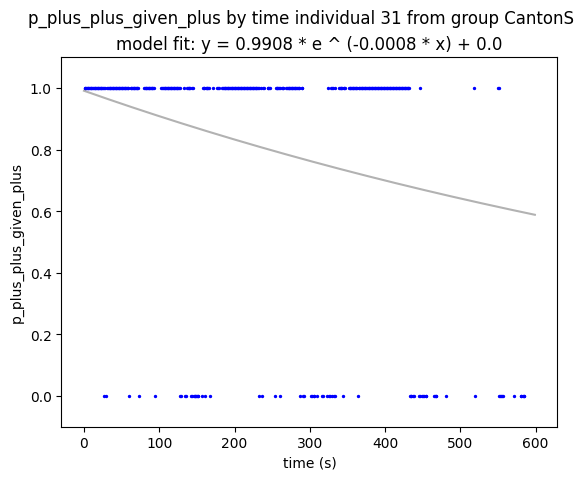 p_plus_plus_given_plus by time individual 31 from group CantonS
model fit: y = 0.9908 * e ^ (-0.0008 * x) + 0.0
1.0
0.8
0.6
0.4
0.2
0.0
p_plus_plus_given_plus
0 100 200 300 400 500 600
time (s)